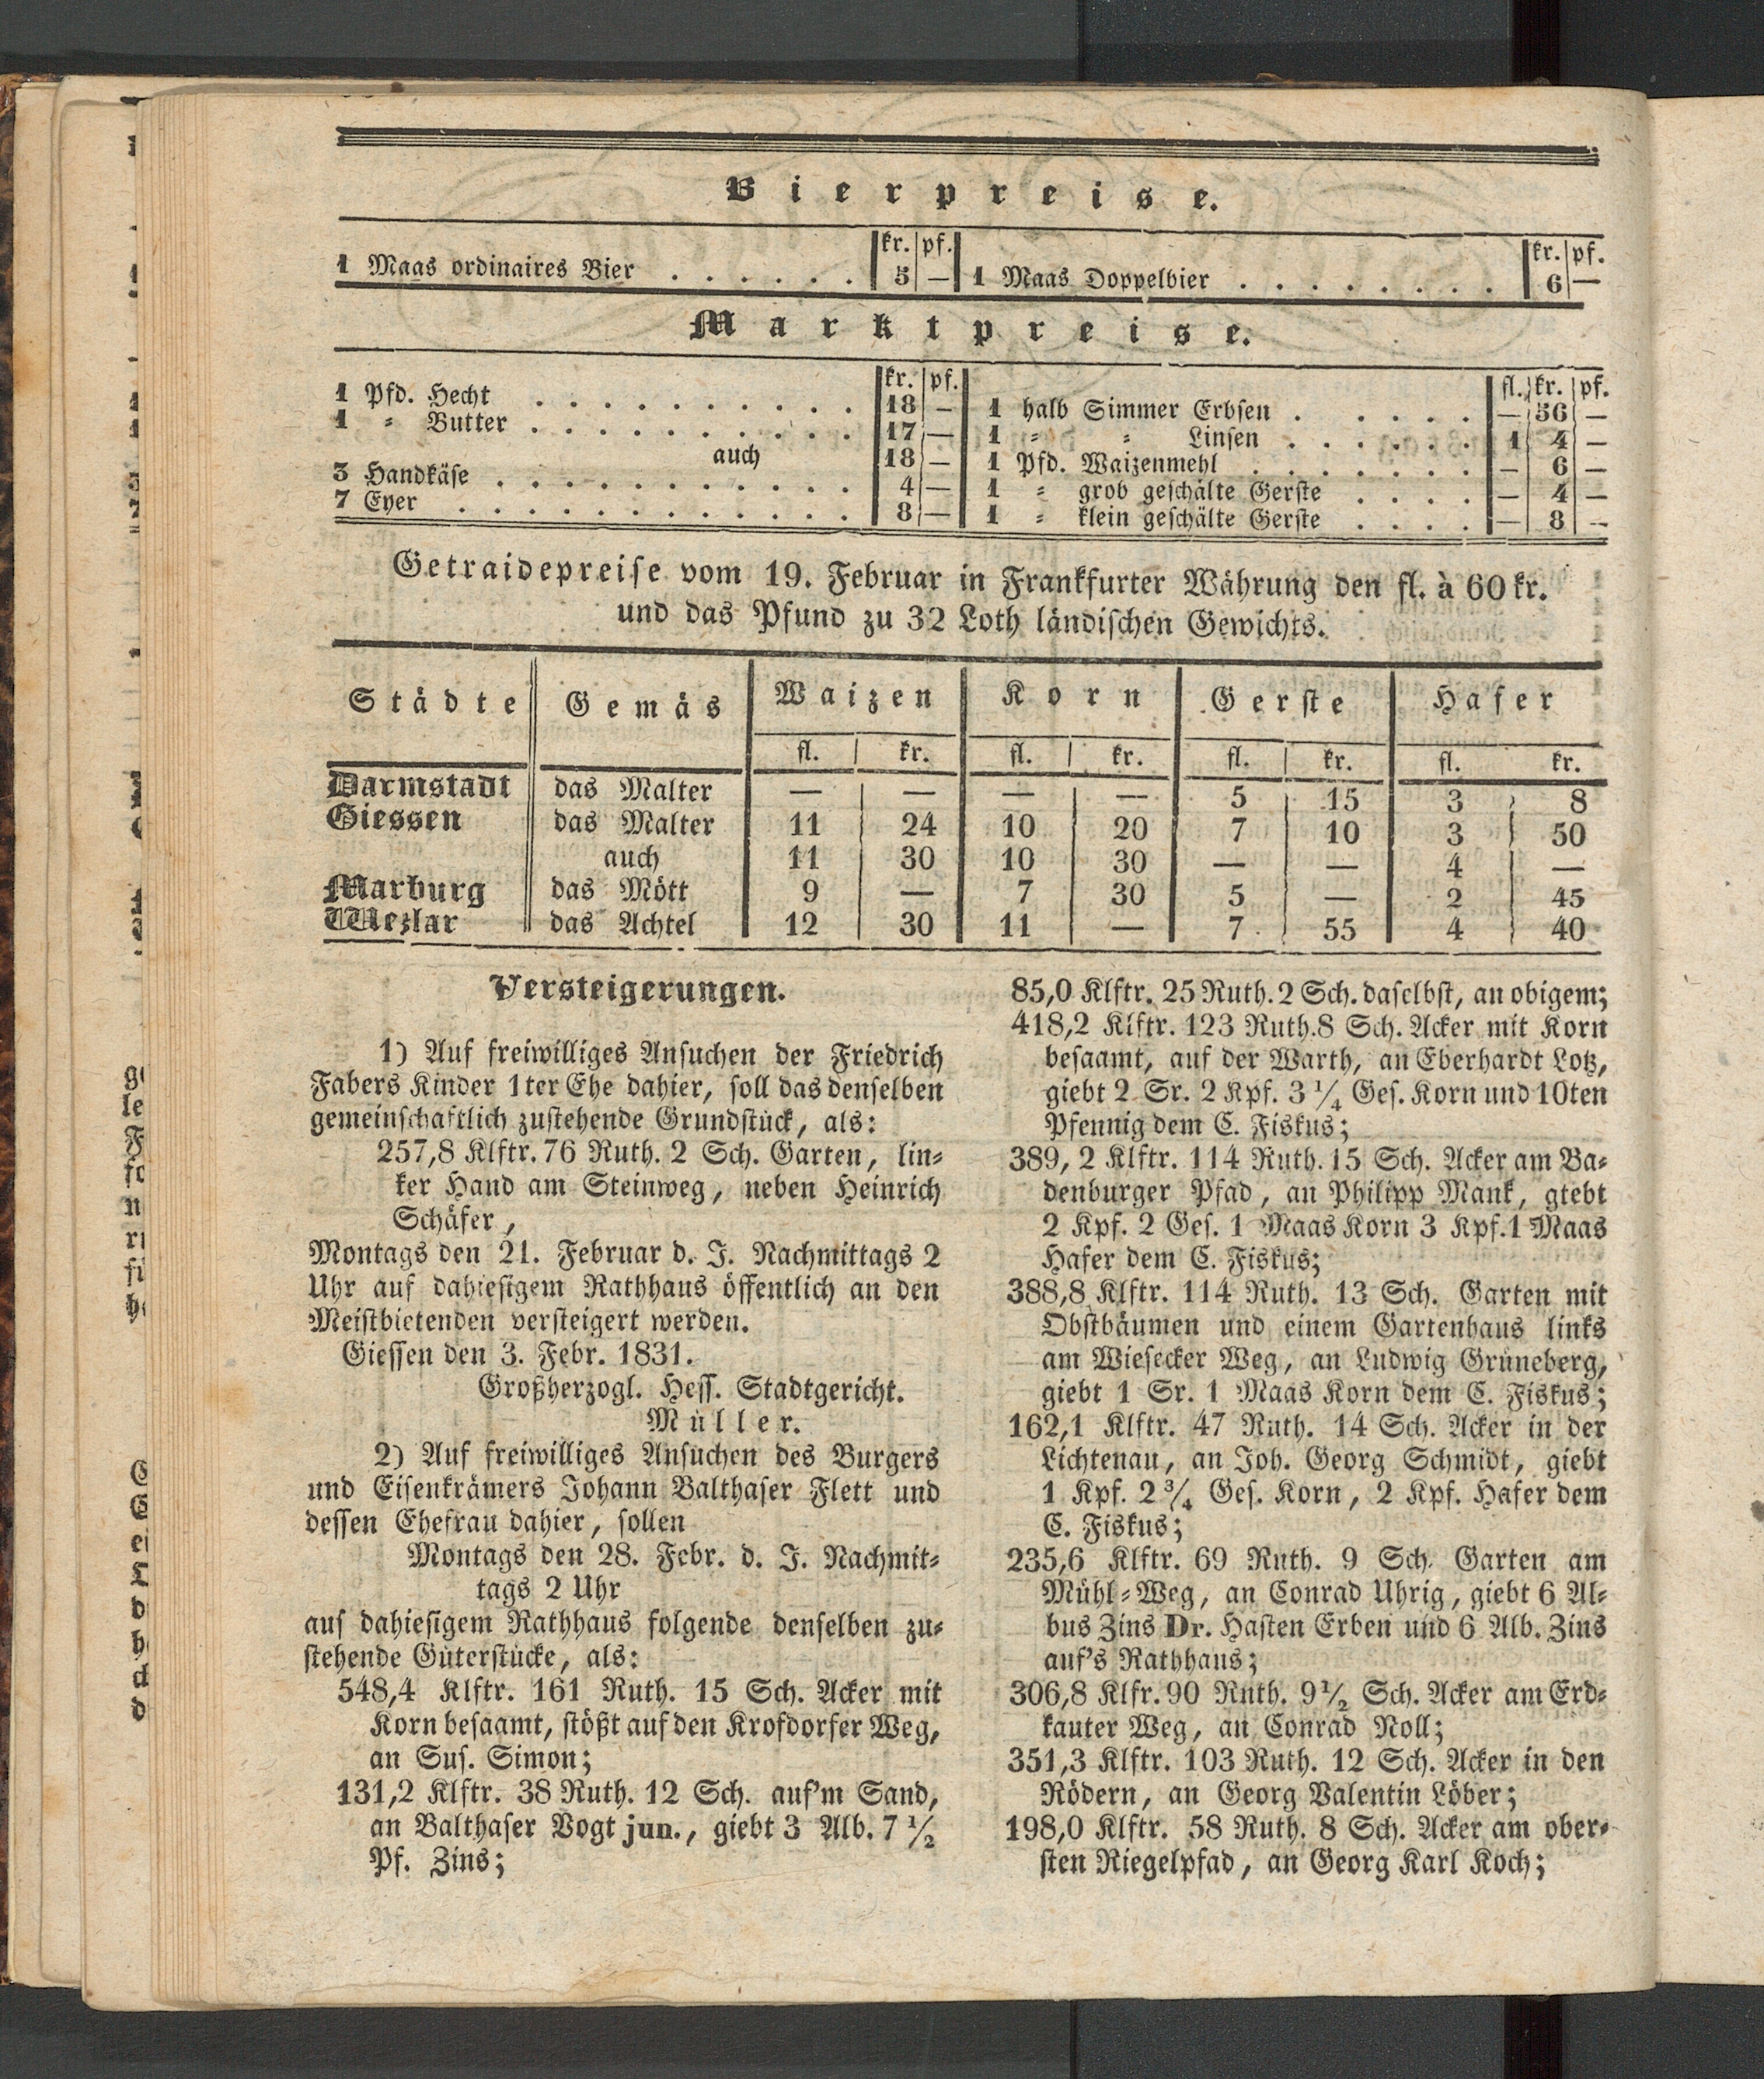 Bierpreise.
kr. pf. kr. pf.
1 Maas ordinaires Bier . . . . . . 5 — 1 Maas Doppelbier . . . . . . . . 6 —
Marktpreise.
kr. pf. fl. kr. pf.
1 Pfd. Hecht . . . . . . . . . . 18 — 1 halb Simmer Erbsen . . . . . — 56 —
1 = Butter . . . . . . . . . . 17 — 1 = = Linsen . . . . . . 1 4 —
auch 18 — 1 Pfd. Waizenmehl . . . . . . . — 6 —
3 Handkäse . . . . . . . . . . . 4 — 1 = grob geschälte Gerste . . . . — 4 —
7 Eyer . . . . . . . . . . . . 8 — 1 = klein geschälte Gerste . . . . — 8 —
Getraidepreise vom 19. Februar in Frankfurter Währung den fl. à 60 kr.
und das Pfund zu 32 Loth ländischen Gewichts.
Städte Gemäs Waizen Korn Gerste Hafer
fl. kr. fl. kr. fl. kr. fl. kr.
Darmstadt das Malter — — — — 5 15 3 8
Giessen das Malter 11 24 10 20 7 10 3 50
auch 11 30 10 30 — — 4 —
Marburg das Mött 9 — 7 30 5 — 2 45
Wezlar das Achtel 12 30 11 — 7 55 4 40
Versteigerungen.
1) Auf freiwilliges Ansuchen der Friedrich
Fabers Kinder 1ter Ehe dahier, soll das denselben
gemeinschaftlich zustehende Grundstück, als:
257,8 Klftr. 76 Ruth. 2 Sch. Garten, lin=
ker Hand am Steinweg, neben Heinrich
Schäfer,
Montags den 21. Februar d. J. Nachmittags 2
Uhr auf dahiesigem Rathhaus öffentlich an den
Meistbietenden versteigert werden.
Giessen den 3. Febr. 1831.
Großherzogl. Hess. Stadtgericht.
Müller.
2) Auf freiwilliges Ansuchen des Burgers
und Eisenkrämers Johann Balthaser Flett und
dessen Ehefrau dahier, sollen
Montags den 28. Febr. d. J. Nachmit=
tags 2 Uhr
auf dahiesigem Rathhaus folgende denselben zu=
stehende Güterstücke, als:
548,4 Klftr. 161 Ruth. 15 Sch. Acker mit
Korn besaamt, stößt auf den Krofdorfer Weg,
an Sus. Simon;
131,2 Klftr. 38 Ruth. 12 Sch. auf'm Sand,
an Balthaser Vogt jun., giebt 3 Alb. 7 1/2
Pf. Zins;
85,0 Klftr. 25 Ruth. 2 Sch. daselbst, an obigem;
418,2 Klftr. 123 Ruth. 8 Sch. Acker mit Korn
besaamt, auf der Warth, an Eberhardt Lotz,
giebt 2 Sr. 2 Kpf. 3 1/4 Ges. Korn und 10ten
Pfennig dem C. Fiskus;
389, 2 Klftr. 114 Ruth. 15 Sch. Acker am Ba=
denburger Pfad, an Philipp Mank, giebt
2 Kpf. 2 Ges. 1 Maas Korn 3 Kpf. 1 Maas
Hafer dem C. Fiskus;
388,8 Klftr. 114 Ruth. 13 Sch. Garten mit
Obstbäumen und einem Gartenhaus links
am Wiesecker Weg, an Ludwig Grüneberg,
giebt 1 Sr. 1 Maas Korn dem C. Fiskus;
162,1 Klftr. 47 Ruth. 14 Sch. Acker in der
Lichtenau, an Joh. Georg Schmidt, giebt
1 Kpf. 2 3/4 Ges. Korn, 2 Kpf. Hafer dem
C. Fiskus;
235,6 Klftr. 69 Ruth. 9 Sch. Garten am
Mühl=Weg, an Conrad Uhrig, giebt 6 Al=
bus Zins Dr. Hasten Erben und 6 Alb. Zins
auf's Rathhaus;
306,8 Klfr. 90 Ruth. 9 1/2 Sch. Acker am Erd=
kauter Weg, an Conrad Noll;
351,3 Klftr. 103 Ruth. 12 Sch. Acker in den
Rödern, an Georg Valentin Löber;
198,0 Klftr. 58 Ruth. 8 Sch. Acker am ober=
sten Riegelpfad, an Georg Karl Koch;